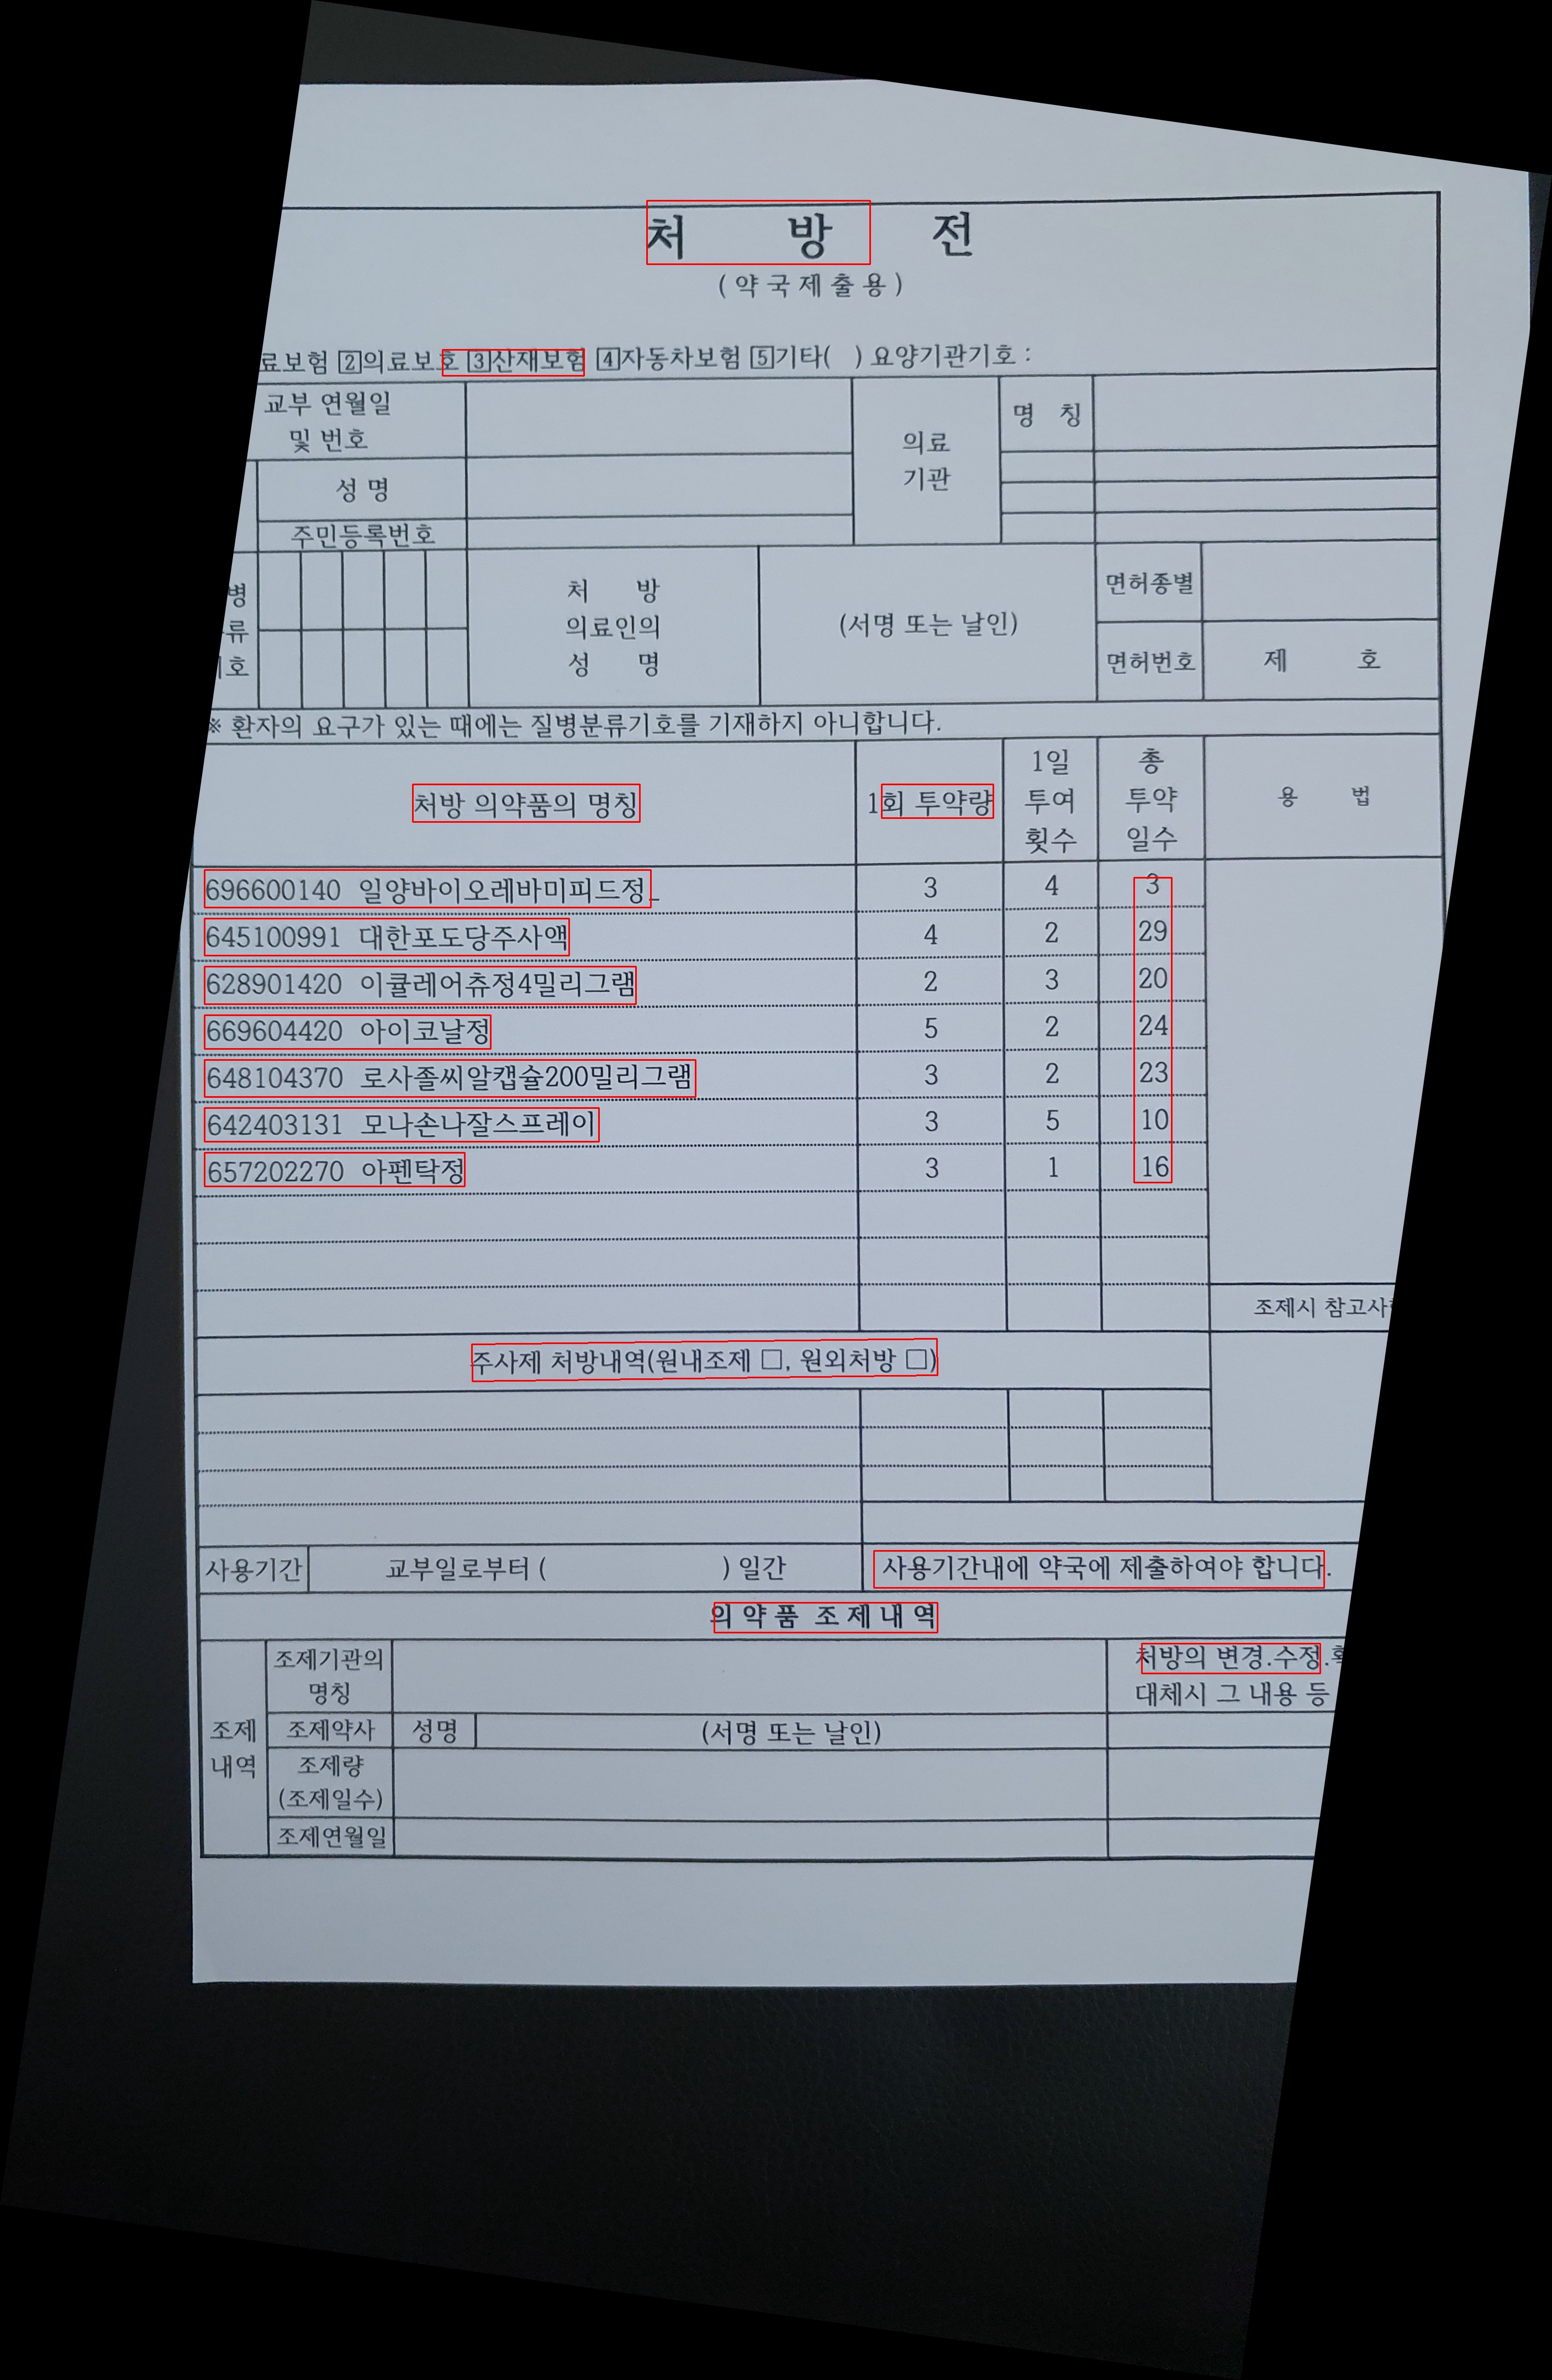 처 방 전
(약국제출용)
료보험 2의료보호 3산재보험 4자동차보험 5기타( ) 요양기관기호 :
교부 연월일
및 번호
의료
기관
명 칭
성 명
주민등록번호
병
류
호
처 방
의료인의
성 명
(서명 또는 날인)
면허종별
면허번호
제 호
※ 환자의 요구가 있는 때에는 질병분류기호를 기재하지 아니합니다.
처방 의약품의 명칭
1회 투약량
1일
투여
횟수
총
투약
일수
용 법
696600140 일양바이오레바미피드정_ 3 4 3
645100991 대한포도당주사액 4 2 29
628901420 이큘레어츄정4밀리그램 2 3 20
669604420 아이코날정 5 2 24
648104370 로사졸씨알캡슐200밀리그램 3 2 23
642403131 모나손나잘스프레이 3 5 10
657202270 아펜탁정 3 1 16
조제시 참고사
주사제 처방내역(원내조제 □, 원외처방 □)
사용기간 교부일로부터 ( ) 일간 사용기간내에 약국에 제출하여야 합니다.
의약품 조제내역
조제
내역
조제기관의
명칭
처방의 변경.수정.
대체시 그 내용 등
조제약사 성명 (서명 또는 날인)
조제량
(조제일수)
조제연월일